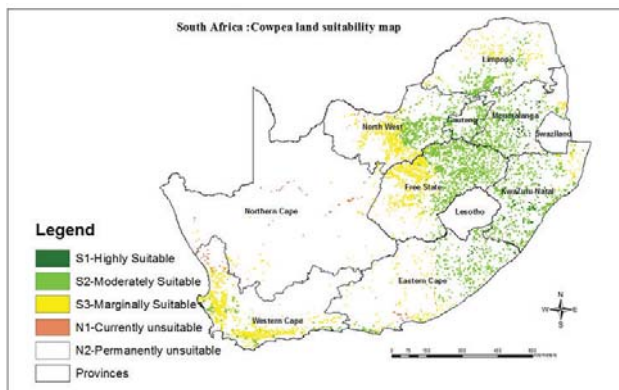 South Africa :Cowpea land suitability map
Limpopo
Mpumalanga
Gauteng
North West
Swaziland
Free State
KwaZulu-Natal
Northern Cape
Lesotho
Eastern Cape
Western Cape
Legend
S1-Highly Suitable
S2-Moderately Suitable
S3-Marginally Suitable
N1-Currently unsuitable
N2-Permanently unsuitable
Provinces
N
W
E
S